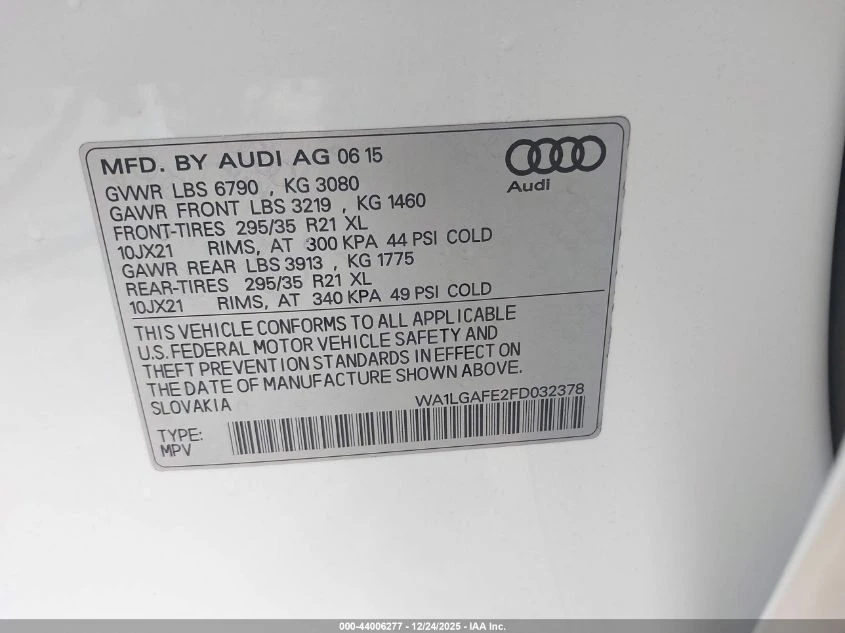 MFD. BY AUDI AG 06 15
Audi
GVWR LBS 6790 , KG 3080
GAWR FRONT LBS 3219 , KG 1460
FRONT-TIRES 295/35 R21 XL
10JX21 RIMS, AT 300 KPA 44 PSI COLD
GAWR REAR LBS 3913 , KG 1775
REAR-TIRES 295/35 R21 XL
10JX21 RIMS, AT 340 KPA 49 PSI COLD
THIS VEHICLE CONFORMS TO ALL APPLICABLE
U.S. FEDERAL MOTOR VEHICLE SAFETY AND
THEFT PREVENTION STANDARDS IN EFFECT ON
THE DATE OF MANUFACTURE SHOWN ABOVE.
SLOVAKIA WA1LGAFE2FD032378
TYPE:
MPV
000-44006277 - 12/24/2025 - IAA Inc.